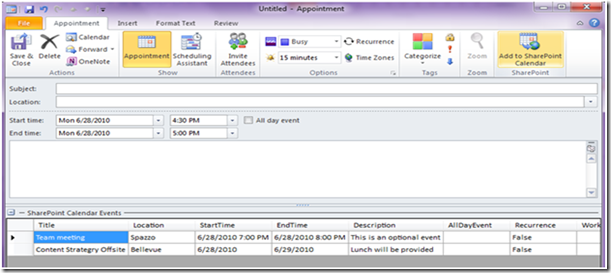 Untitled - Appointment
File Appointment Insert Format Text Review
Save & Close
Delete
Calendar
Forward
OneNote
Actions
Appointment
Scheduling Assistant
Show
Invite Attendees
Attendees
Busy
15 minutes
Recurrence
Time Zones
Options
Categorize
Tags
Zoom
Zoom
Add to SharePoint Calendar
SharePoint
Subject:
Location:
Start time: Mon 6/28/2010 4:30 PM All day event
End time: Mon 6/28/2010 5:00 PM
SharePoint Calendar Events
Title Location StartTime EndTime Description AllDayEvent Recurrence Work
Team meeting Spazzo 6/28/2010 7:00 PM 6/28/2010 8:00 PM This is an optional event False
Content Strategry Offsite Bellevue 6/28/2010 6/29/2010 Lunch will be provided False